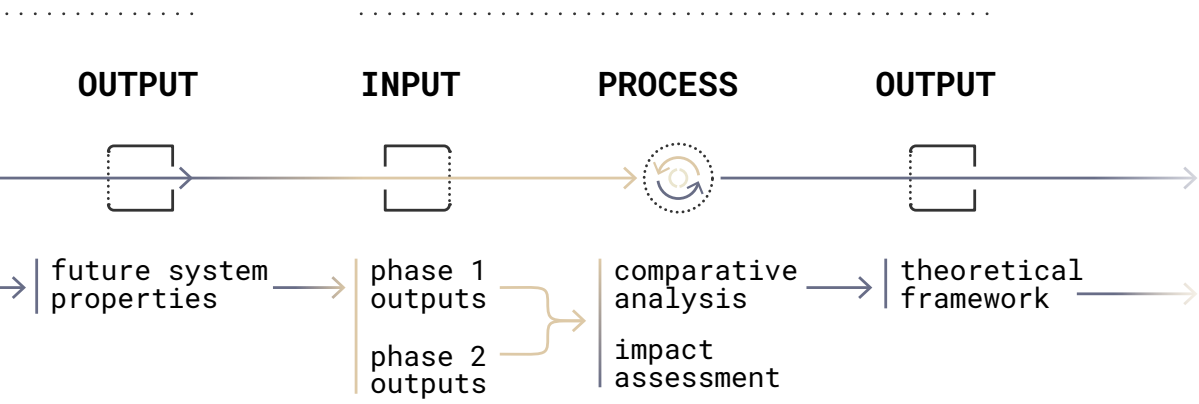 OUTPUT
INPUT
PROCESS
OUTPUT
future system
properties
phase 1
outputs
phase 2
outputs
comparative
analysis
impact
assessment
theoretical
framework